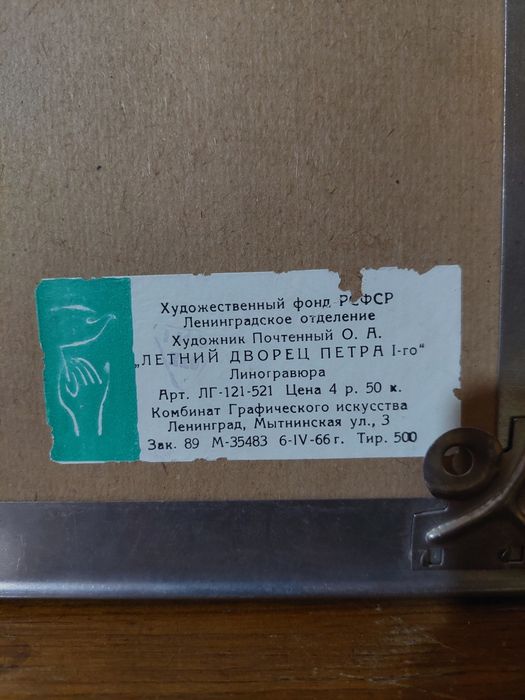 Художественный фонд РСФСР
Ленинградское отделение
Художник Почтенный О. А.
„ЛЕТНИЙ ДВОРЕЦ ПЕТРА I-го"
Линогравюра
Арт. ЛГ-121-521 Цена 4 р. 50 к.
Комбинат Графического искусства
Ленинград, Мытнинская ул., 3
Зак. 89 М-35483 6-IV-66 г. Тир. 500